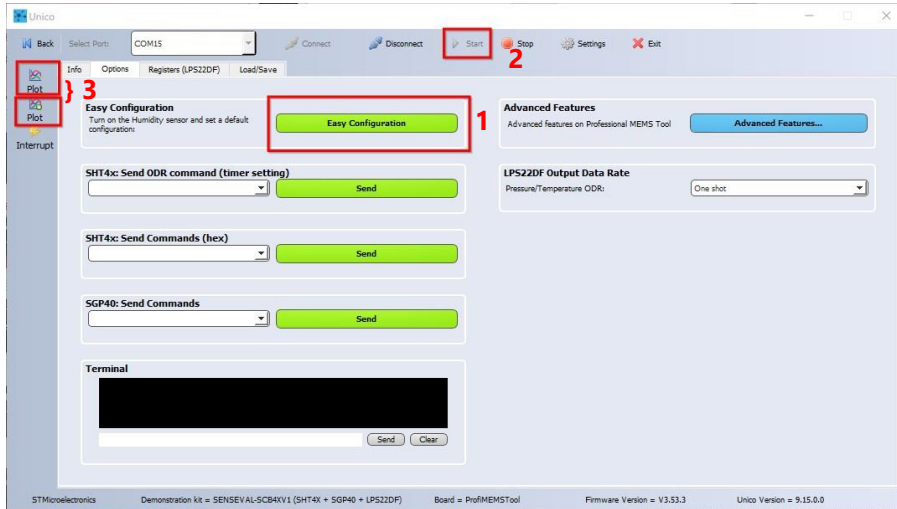 Unico
Back
Select Port:
COM15
Connect
Disconnect
Start
Stop
Settings
Exit
2
Plot
Plot
Interrupt
} 3
Info
Options
Registers (LPS22DF)
Load/Save
Easy Configuration
Turn on the Humidity sensor and set a default
configuration:
Easy Configuration
1
Advanced Features
Advanced features on Professional MEMS Tool
Advanced Features...
SHT4x: Send ODR command (timer setting)
Send
LPS22DF Output Data Rate
Pressure/Temperature ODR:
One shot
SHT4x: Send Commands (hex)
Send
SGP40: Send Commands
Send
Terminal
Send
Clear
STMicroelectronics
Demonstration kit = SENSEVAL-SCB4XV1 (SHT4X + SGP40 + LPS22DF)
Board = ProfiMEMSTool
Firmware Version = V3.53.3
Unico Version = 9.15.0.0